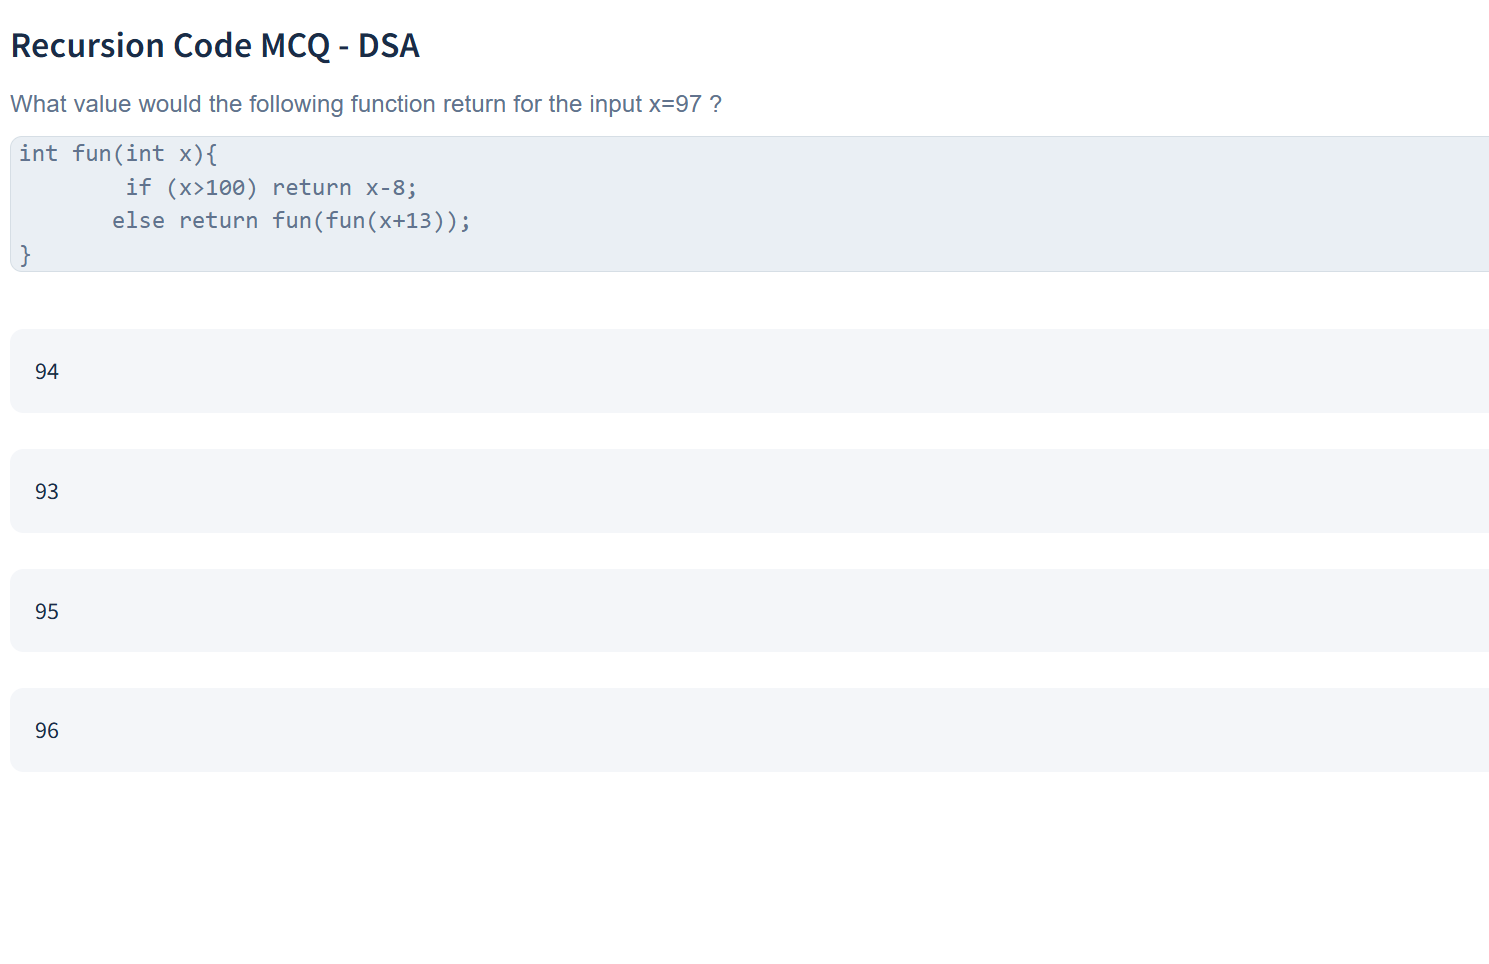 Recursion Code MCQ - DSA
What value would the following function return for the input x=97 ?
int fun(int x){
        if (x>100) return x-8;
       else return fun(fun(x+13));
}
94
93
95
96